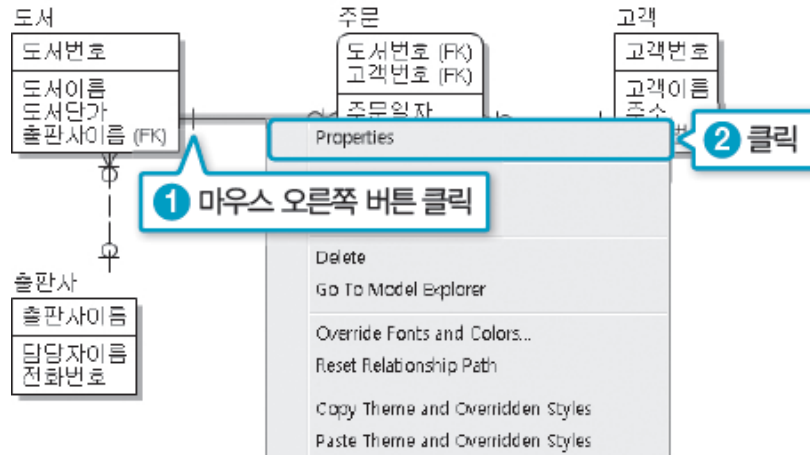 도서
도서번호
도서이름
도서단가
출판사이름 (FK)
주문
도서번호 (FK)
고객번호 (FK)
주문일자
고객
고객번호
고객이름
주소
Properties
2 클릭
1 마우스 오른쪽 버튼 클릭
Delete
Go To Model Explorer
Override Fonts and Colors...
Reset Relationship Path
Copy Theme and Overridden Styles
Paste Theme and Overridden Styles
출판사
출판사이름
담당자이름
전화번호